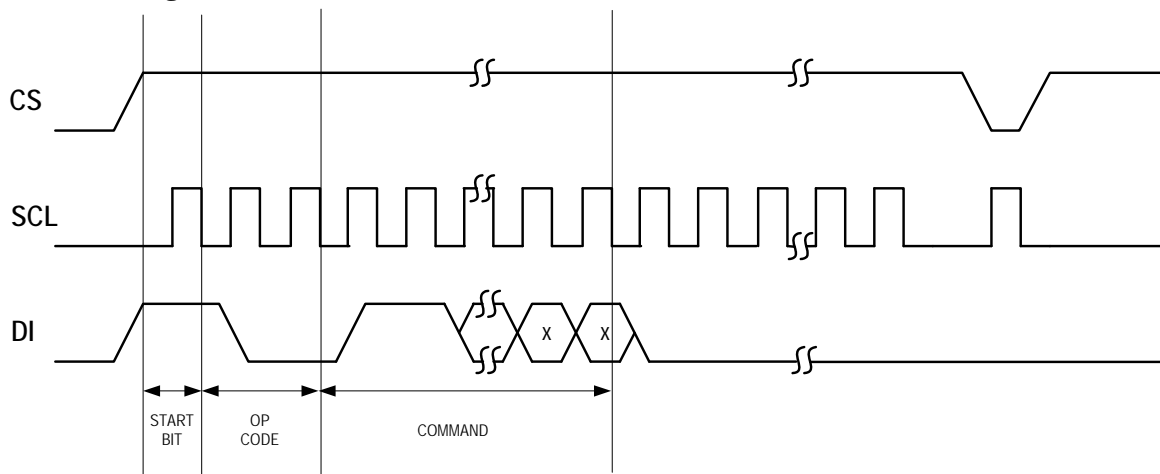 CS
SCL
DI
X
X
START
BIT
OP
CODE
COMMAND